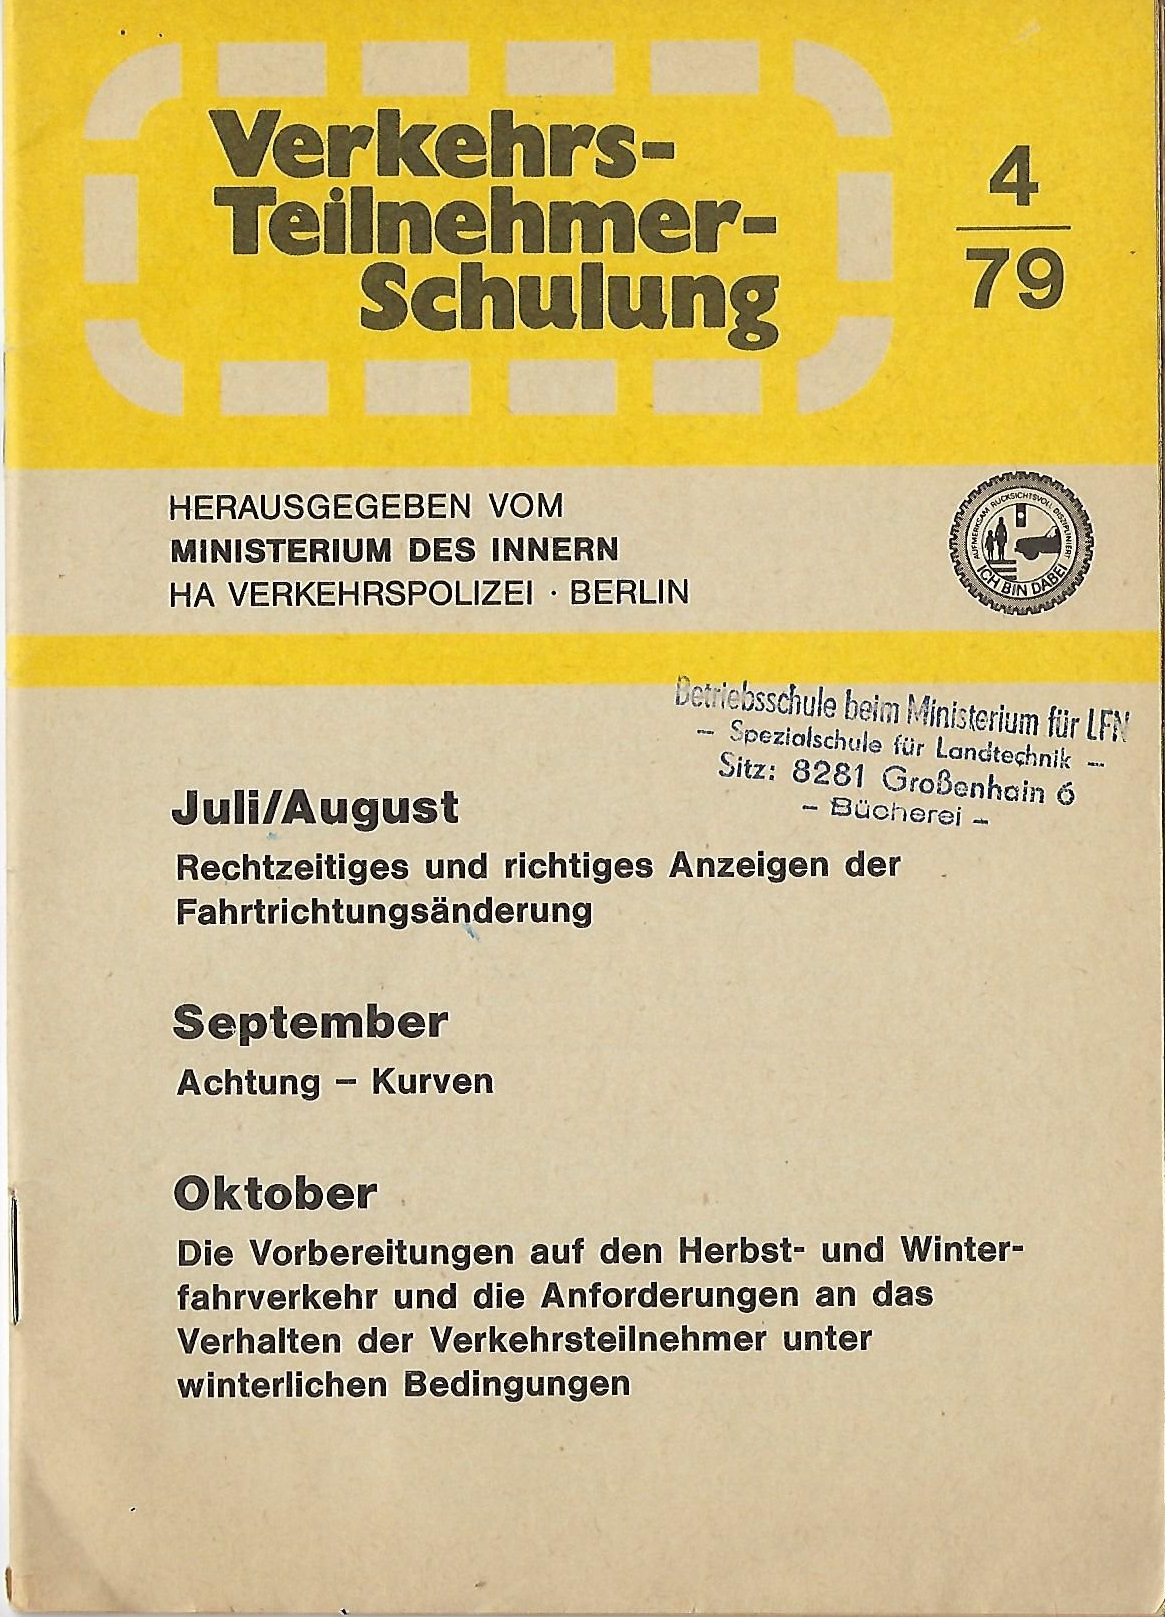 Verkehrs-
Teilnehmer-
Schulung
4
79
HERAUSGEGEBEN VOM
MINISTERIUM DES INNERN
HA VERKEHRSPOLIZEI · BERLIN
AUFMERKSAM RÜCKSICHTSVOLL DISZIPLINIERT
ICH BIN DABEI
Betriebsschule beim Ministerium für LFN
– Spezialschule für Landtechnik –
Sitz: 8281 Großenhain 6
– Bücherei –
Juli/August
Rechtzeitiges und richtiges Anzeigen der
Fahrtrichtungsänderung
September
Achtung – Kurven
Oktober
Die Vorbereitungen auf den Herbst- und Winter-
fahrverkehr und die Anforderungen an das
Verhalten der Verkehrsteilnehmer unter
winterlichen Bedingungen